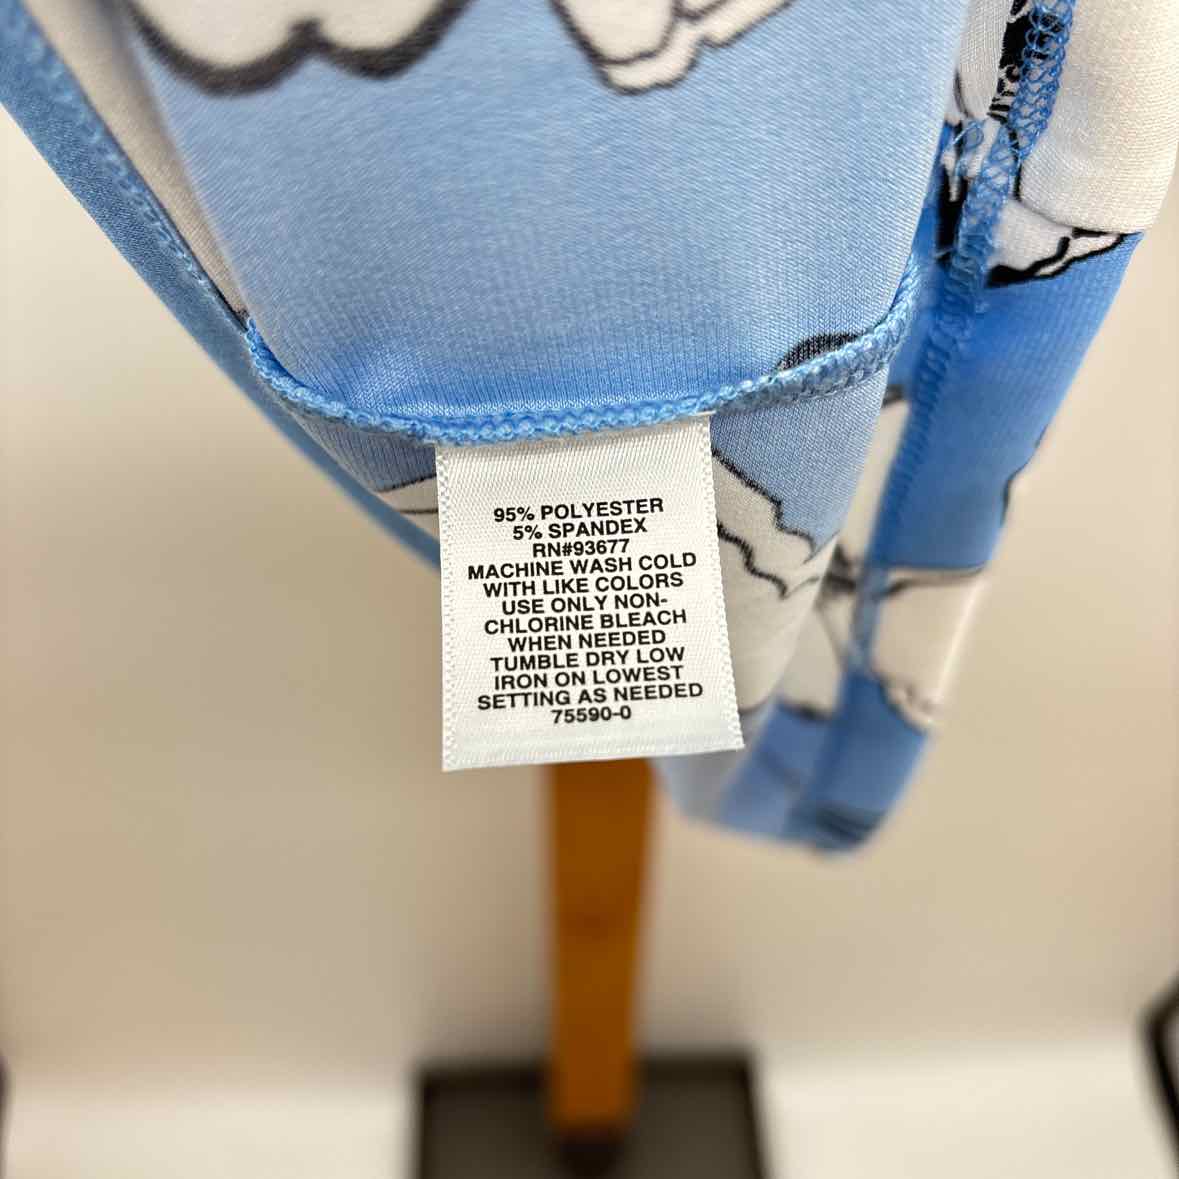 95% POLYESTER
5% SPANDEX
RN#93677
MACHINE WASH COLD
WITH LIKE COLORS
USE ONLY NON-
CHLORINE BLEACH
WHEN NEEDED
TUMBLE DRY LOW
IRON ON LOWEST
SETTING AS NEEDED
75590-0